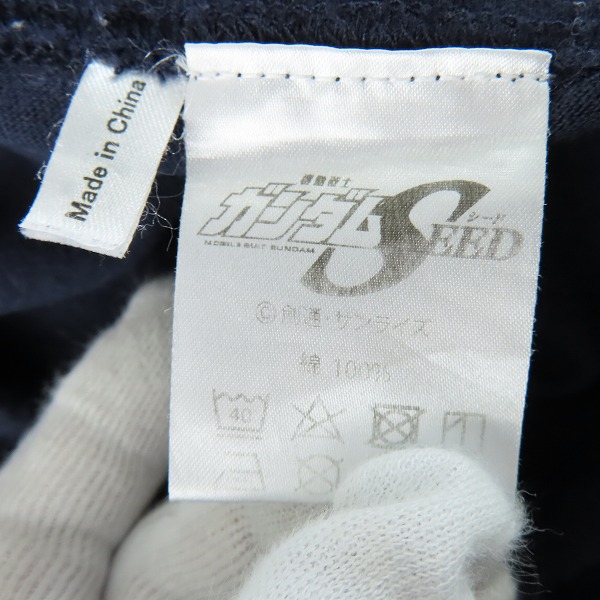 Made in China
機動戦士
ガンダムSEED
シード
MOBILE SUIT GUNDAM
©創通・サンライズ
綿 100%
40